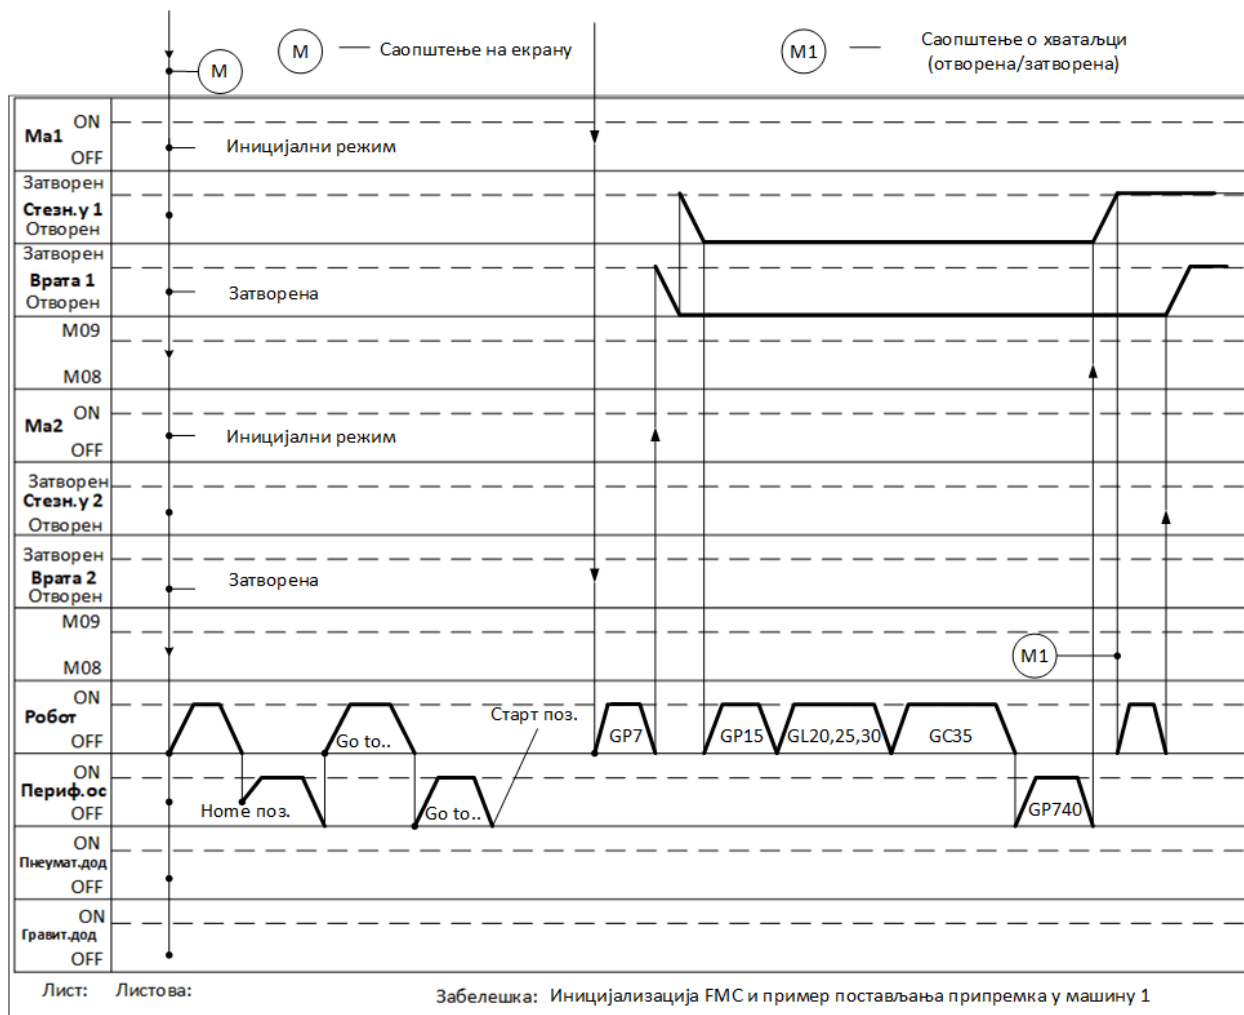 M
M
Саопштење на екрану
M1
Саопштење о хватаљци
(отворена/затворена)
ON
Ма1
OFF
Иницијални режим
Затворен
Стезн.у 1
Отворен
Затворен
Врата 1
Отворен
Затворена
M09
M08
ON
Ма2
OFF
Иницијални режим
Затворен
Стезн.у 2
Отворен
Затворен
Врата 2
Отворен
Затворена
M09
M08
M1
ON
Робот
OFF
Go to..
Старт поз.
GP7
GP15
GL20,25,30
GC35
ON
Периф.ос
OFF
Home поз.
Go to..
GP740
ON
Пнеумат.дод
OFF
ON
Гравит.дод
OFF
Лист:
Листова:
Забелешка: Иницијализација FMC и пример постављања припремка у машину 1